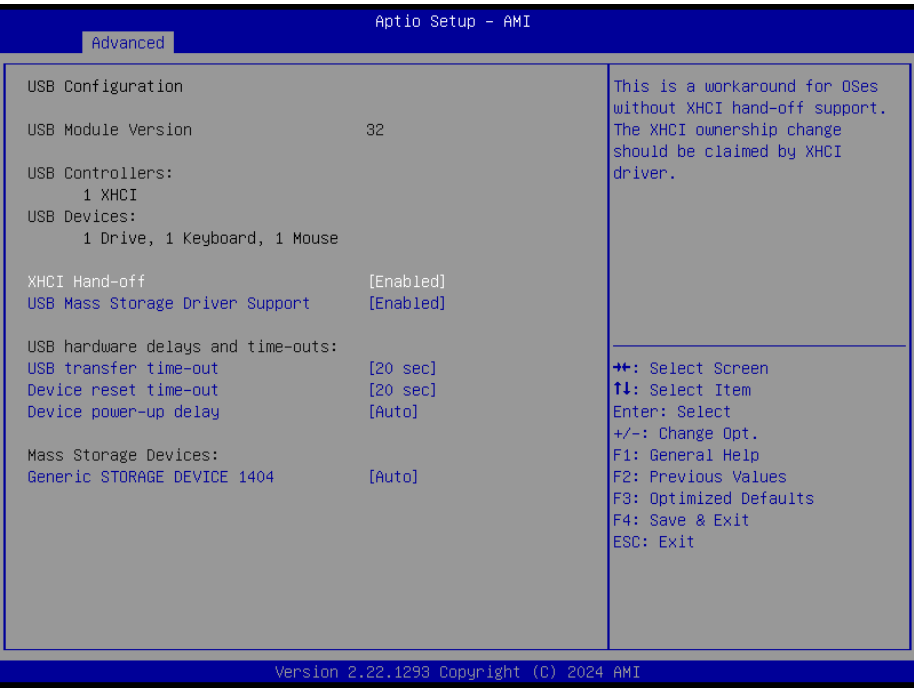 Aptio Setup – AMI
Advanced
USB Configuration
USB Module Version 32
USB Controllers:
1 XHCI
USB Devices:
1 Drive, 1 Keyboard, 1 Mouse
XHCI Hand-off [Enabled]
USB Mass Storage Driver Support [Enabled]
USB hardware delays and time-outs:
USB transfer time-out [20 sec]
Device reset time-out [20 sec]
Device power-up delay [Auto]
Mass Storage Devices:
Generic STORAGE DEVICE 1404 [Auto]
This is a workaround for OSes
without XHCI hand-off support.
The XHCI ownership change
should be claimed by XHCI
driver.
→←: Select Screen
↑↓: Select Item
Enter: Select
+/-: Change Opt.
F1: General Help
F2: Previous Values
F3: Optimized Defaults
F4: Save & Exit
ESC: Exit
Version 2.22.1293 Copyright (C) 2024 AMI